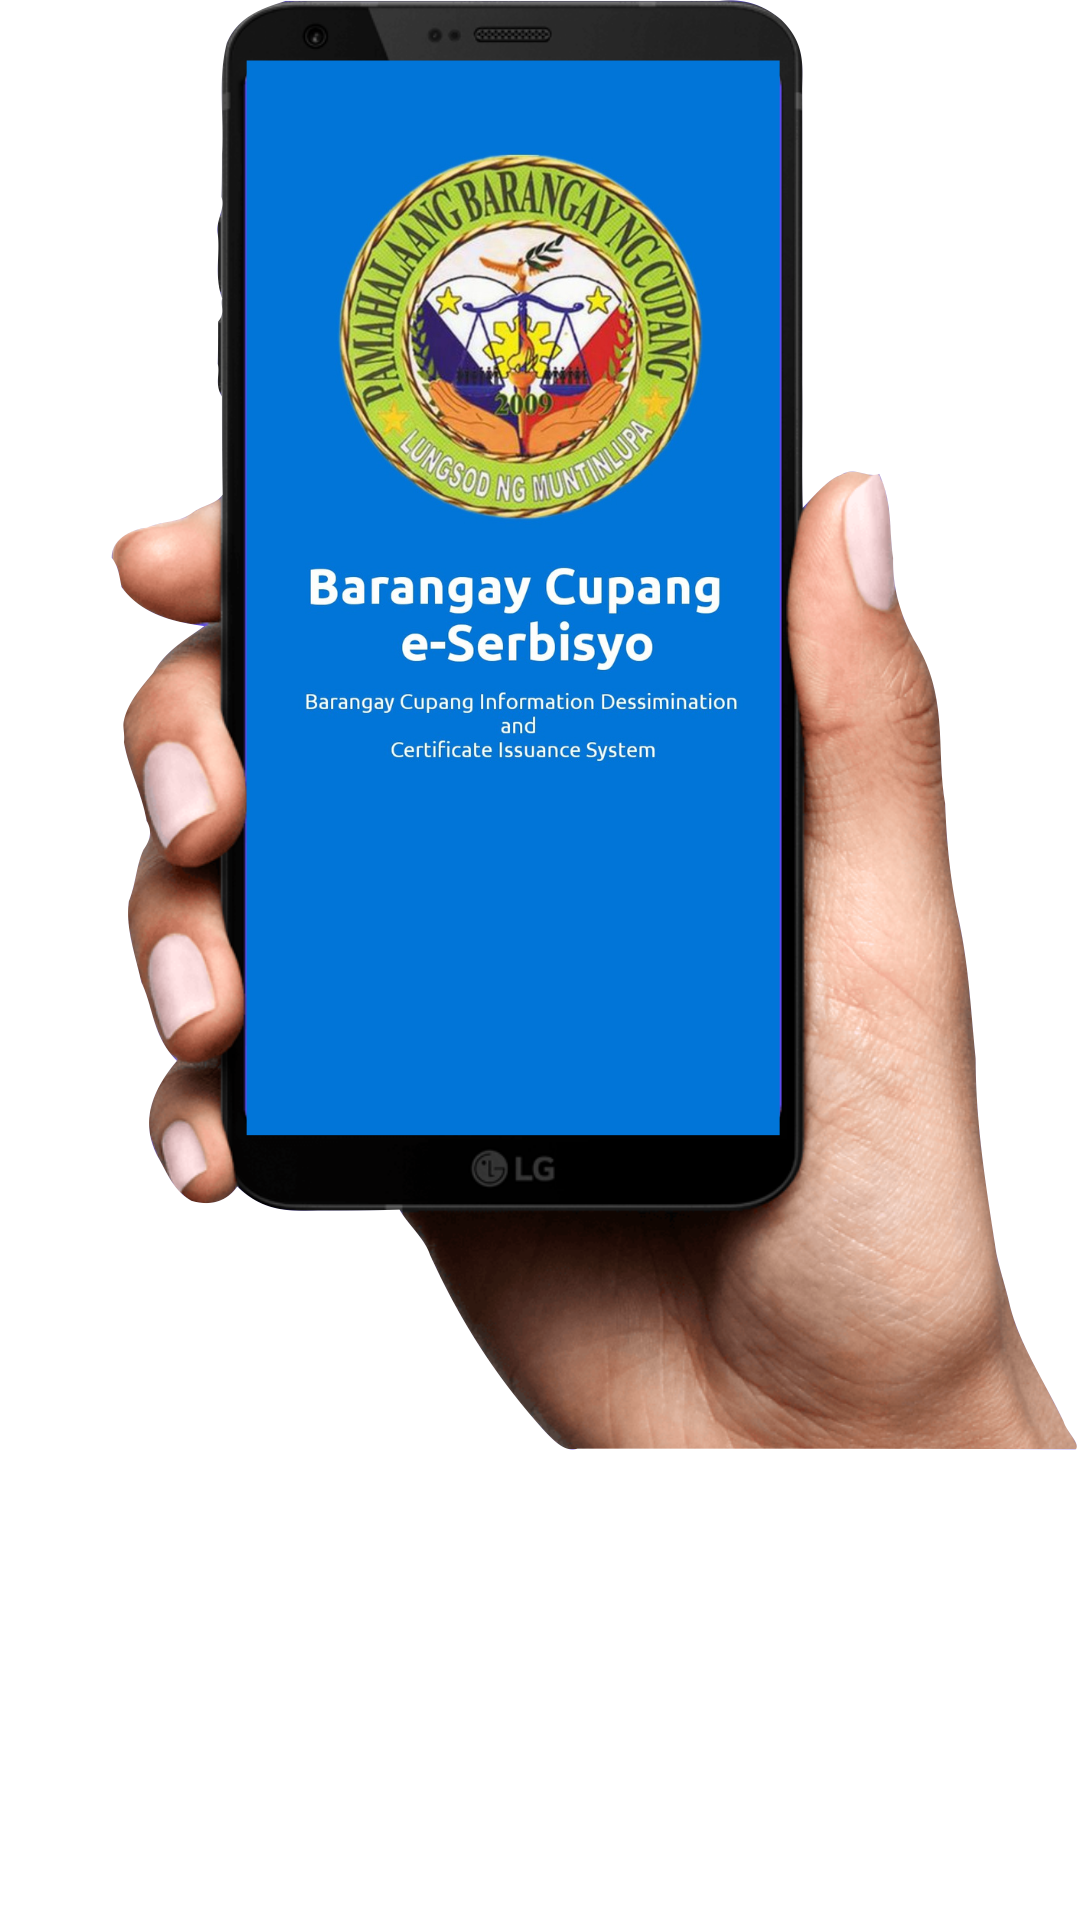 PAMAHALAANG BARANGAY NG CUPANG
2009
LUNGSOD NG MUNTINLUPA
Barangay Cupang
e-Serbisyo
Barangay Cupang Information Dessimination
and
Certificate Issuance System
LG